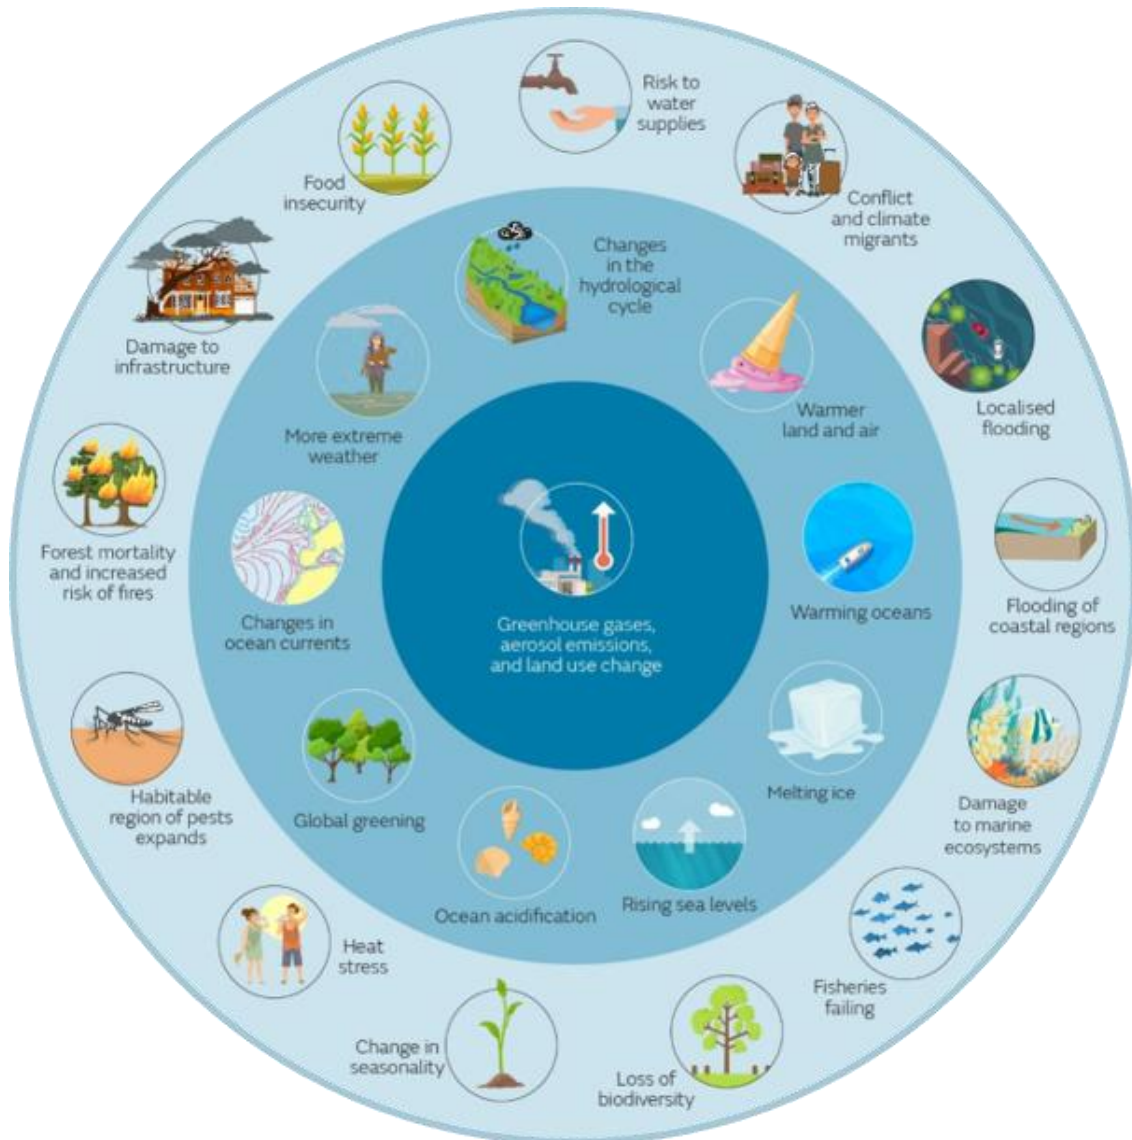 Risk to
water
supplies
Conflict
and climate
migrants
Localised
flooding
Flooding of
coastal regions
Damage
to marine
ecosystems
Fisheries
failing
Loss of
biodiversity
Change in
seasonality
Heat
stress
Habitable
region of pests
expands
Forest mortality
and increased
risk of fires
Damage to
infrastructure
Food
insecurity
Changes
in the
hydrological
cycle
Warmer
land and air
Warming oceans
Melting ice
Rising sea levels
Ocean acidification
Global greening
Changes in
ocean currents
More extreme
weather
Greenhouse gases,
aerosol emissions,
and land use change